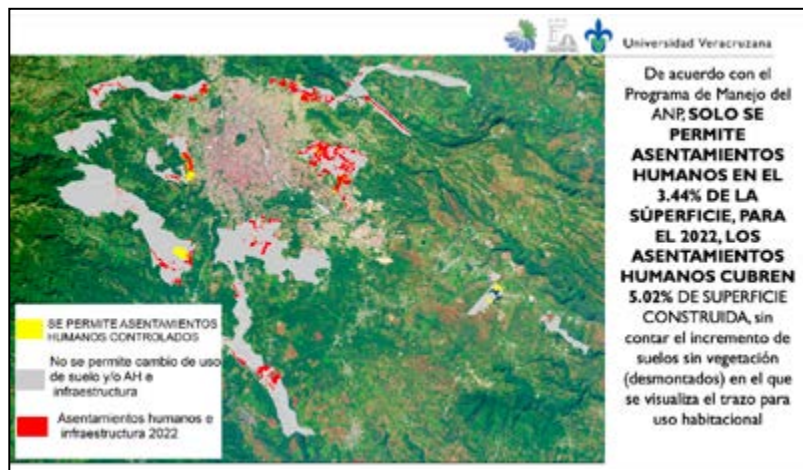 Universidad Veracruzana
De acuerdo con el
Programa de Manejo del
ANP, SOLO SE
PERMITE
ASENTAMIENTOS
HUMANOS EN EL
3.44% DE LA
SÚPERFICIE, PARA
EL 2022, LOS
ASENTAMIENTOS
HUMANOS CUBREN
5.02% DE SUPERFICIE
CONSTRUIDA, sin
contar el incremento de
suelos sin vegetación
(desmontados) en el que
se visualiza el trazo para
uso habitacional
SE PERMITE ASENTAMIENTOS
HUMANOS CONTROLADOS
No se permite cambio de uso
de suelo y/o AH e
infraestructura
Asentamientos humanos e
infraestructura 2022